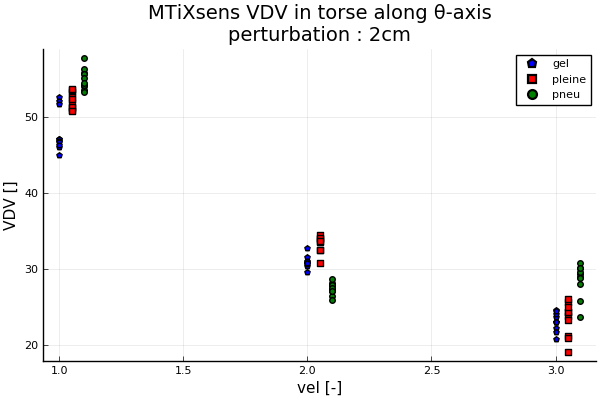 MTiXsens VDV in torse along θ-axis
perturbation : 2cm
gel
pleine
pneu
VDV []
50
40
30
20
1.0
1.5
2.0
2.5
3.0
vel [-]